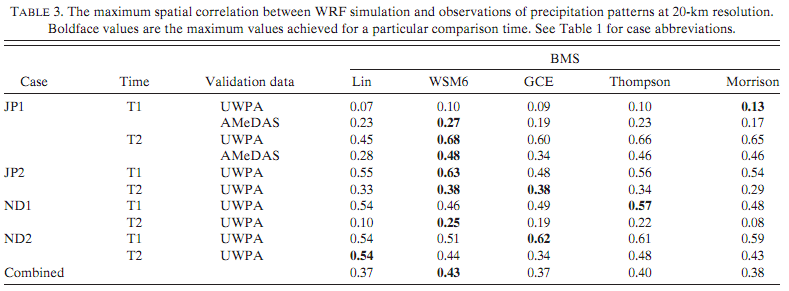 TABLE 3. The maximum spatial correlation between WRF simulation and observations of precipitation patterns at 20-km resolution.
Boldface values are the maximum values achieved for a particular comparison time. See Table 1 for case abbreviations.
BMS
Case Time Validation data Lin WSM6 GCE Thompson Morrison
JP1 T1 UWPA 0.07 0.10 0.09 0.10 0.13
AMeDAS 0.23 0.27 0.19 0.23 0.17
T2 UWPA 0.45 0.68 0.60 0.66 0.65
AMeDAS 0.28 0.48 0.34 0.46 0.46
JP2 T1 UWPA 0.55 0.63 0.48 0.56 0.54
T2 UWPA 0.33 0.38 0.38 0.34 0.29
ND1 T1 UWPA 0.54 0.46 0.49 0.57 0.48
T2 UWPA 0.10 0.25 0.19 0.22 0.08
ND2 T1 UWPA 0.54 0.51 0.62 0.61 0.59
T2 UWPA 0.54 0.44 0.34 0.48 0.43
Combined 0.37 0.43 0.37 0.40 0.38